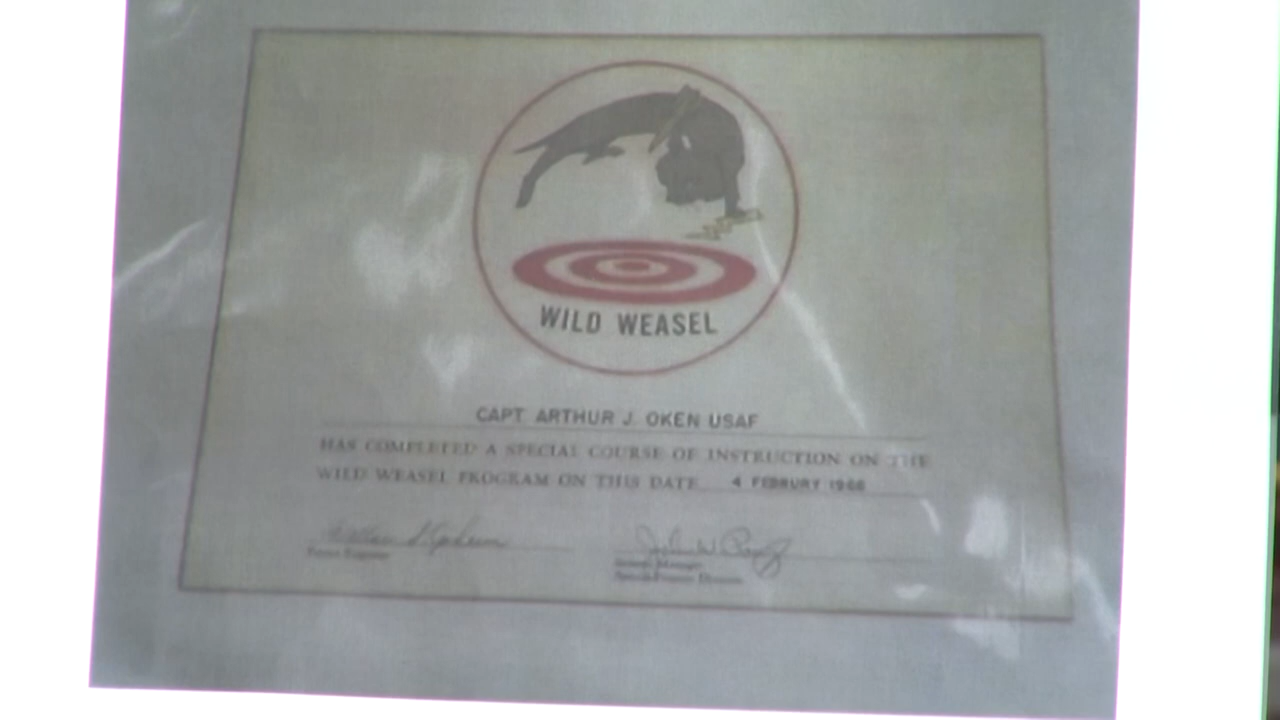 WILD WEASEL
CAPT. ARTHUR J. OKEN USAF
HAS COMPLETED A SPECIAL COURSE OF INSTRUCTION ON THE
WILD WEASEL PROGRAM ON THIS DATE 4 FEBRURY 1966